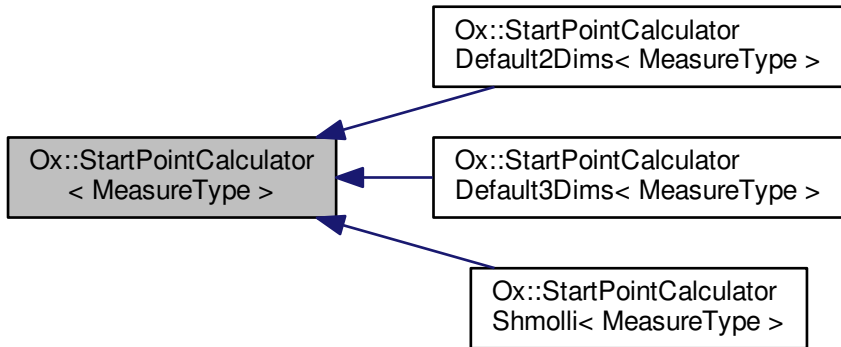 Ox::StartPointCalculator
Default2Dims< MeasureType >
Ox::StartPointCalculator
< MeasureType >
Ox::StartPointCalculator
Default3Dims< MeasureType >
Ox::StartPointCalculator
Shmolli< MeasureType >